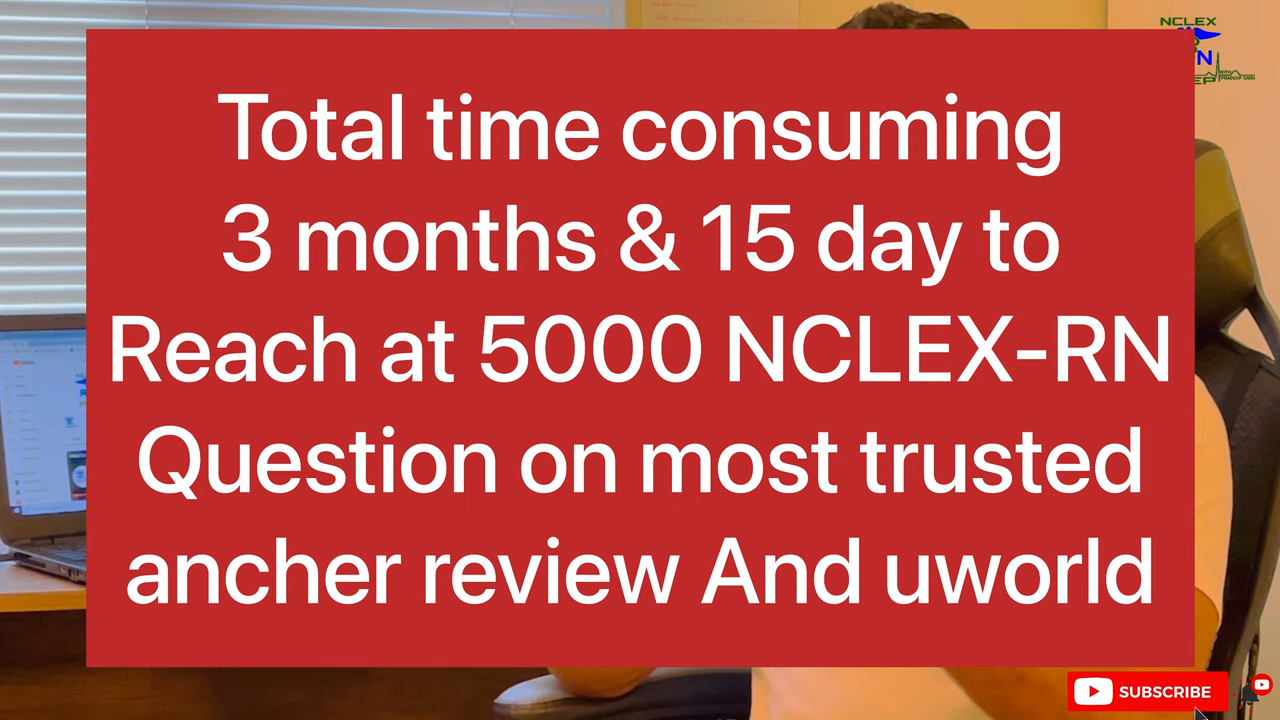 NCLEX
Total time consuming
3 months & 15 day to
Reach at 5000 NCLEX-RN
Question on most trusted
ancher review And uworld
SUBSCRIBE